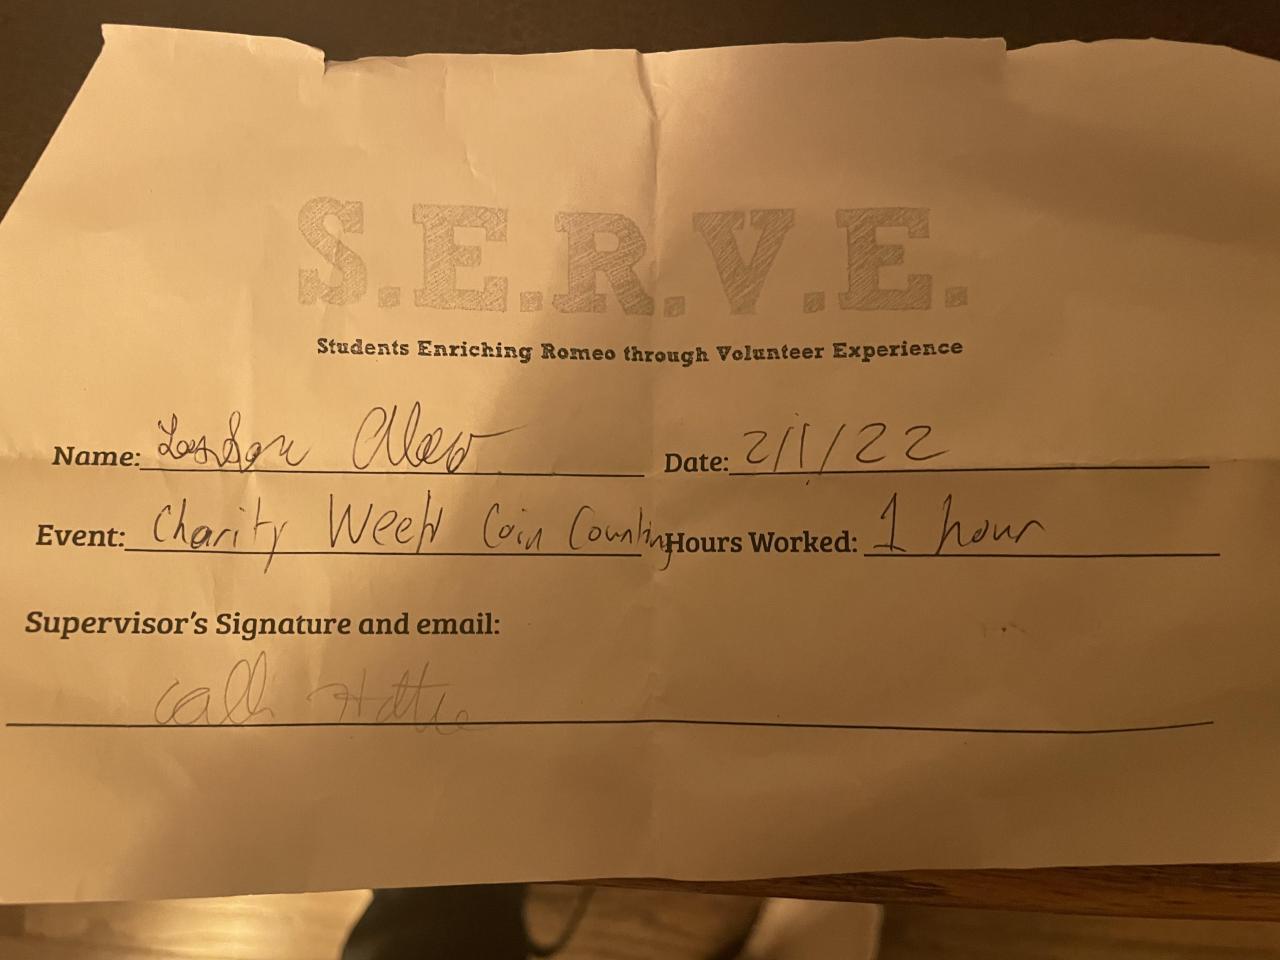 S.E.R.V.E.
Students Enriching Romeo through Volunteer Experience
Name: Date: 2/1/22
Event: Charity Week Coin Counting Hours Worked: 1 hour
Supervisor's Signature and email: